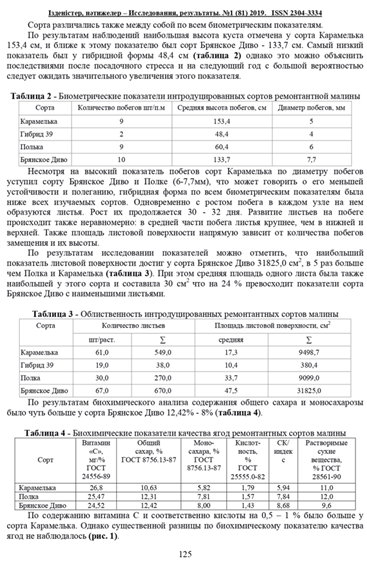 Ізденістер, нәтижелер – Исследования, результаты. №1 (81) 2019. ISSN 2304-3334
Сорта различались также между собой по всем биометрическим показателям.
По результатам наблюдений наибольшая высота куста отмечена у сорта Карамелька
153,4 см, и ближе к этому показателю был сорт Брянское Диво - 133,7 см. Самый низкий
показатель был у гибридной формы 48,4 см (таблица 2) однако это можно объяснить
последствиями после посадочного стресса и на следующий год с большой вероятностью
следует ожидать значительного увеличения этого показателя.
Таблица 2 - Биометрические показатели интродуцированных сортов ремонтантной малины
Сорта Количество побегов шт/п.м Средняя высота побегов, см Диаметр побегов, мм
Карамелька 9 153,4 5
Гибрид 39 2 48,4 4
Полька 9 60,4 6
Брянское Диво 10 133,7 7,7
Несмотря на высокий показатель побегов сорт Карамелька по диаметру побегов
уступил сорту Брянское Диво и Полке (6-7,7мм), что может говорить о его меньшей
устойчивости и полеганию, гибридная форма по всем биометрическим показателям была
ниже всех изучаемых сортов. Одновременно с ростом побега в каждом узле на нем
образуются листья. Рост их продолжается 30 - 32 дня. Развитие листьев на побеге
происходит также неравномерно: в средней части побега листья крупнее, чем в нижней и
верхней. Также площадь листовой поверхности напрямую зависит от количества побегов
замещения и их высоты.
По результатам исследовании показателей можно отметить, что наибольший
показатель листовой поверхности достиг у сорта Брянское Диво 31825,0 см², в 5 раз больше
чем Полка и Карамелька (таблица 3). При этом средняя площадь одного листа была также
наибольшей у этого сорта и составила 30 см² что на 24 % превосходит показатели сорта
Брянское Диво с наименьшими листьями.
Таблица 3 - Облиственность интродуцированных ремонтантных сортов малины
Сорта Количество листьев Площадь листовой поверхности, см²
шт/раст. ∑ средняя ∑
Карамелька 61,0 549,0 17,3 9498,7
Гибрид 39 19,0 38,0 10,4 380,4
Полка 30,0 270,0 33,7 9099,0
Брянское Диво 67,0 670,0 47,5 31825,0
По результатам биохимического анализа содержания общего сахара и моносахарозы
было чуть больше у сорта Брянское Диво 12,42% - 8% (таблица 4).
Таблица 4 - Биохимические показатели качества ягод ремонтантных сортов малины
Сорт Витамин «С», мг/% ГОСТ 24556-89 Общий сахар, % ГОСТ 8756.13-87 Моно-сахара, % ГОСТ 8756.13-87 Кислот-ность, % ГОСТ 25555.0-82 СК/индекс Растворимые сухие вещества, % ГОСТ 28561-90
Карамелька 26,8 10,63 5,82 1,79 5,94 11,0
Полка 25,47 12,31 7,81 1,57 7,84 12,0
Брянское Диво 24,52 12,42 8,00 1,43 8,68 9,6
По содержанию витамина С и соответственно кислоты на 0,5 – 1 % было больше у
сорта Карамелька. Однако существенной разницы по биохимическому показателю качества
ягод не наблюдалось (рис. 1).
125